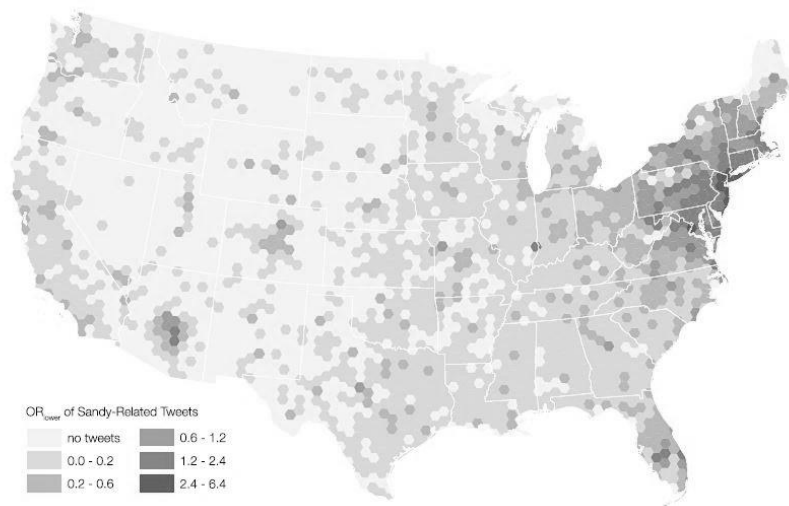 OR_lower of Sandy-Related Tweets
no tweets
0.0 - 0.2
0.2 - 0.6
0.6 - 1.2
1.2 - 2.4
2.4 - 6.4